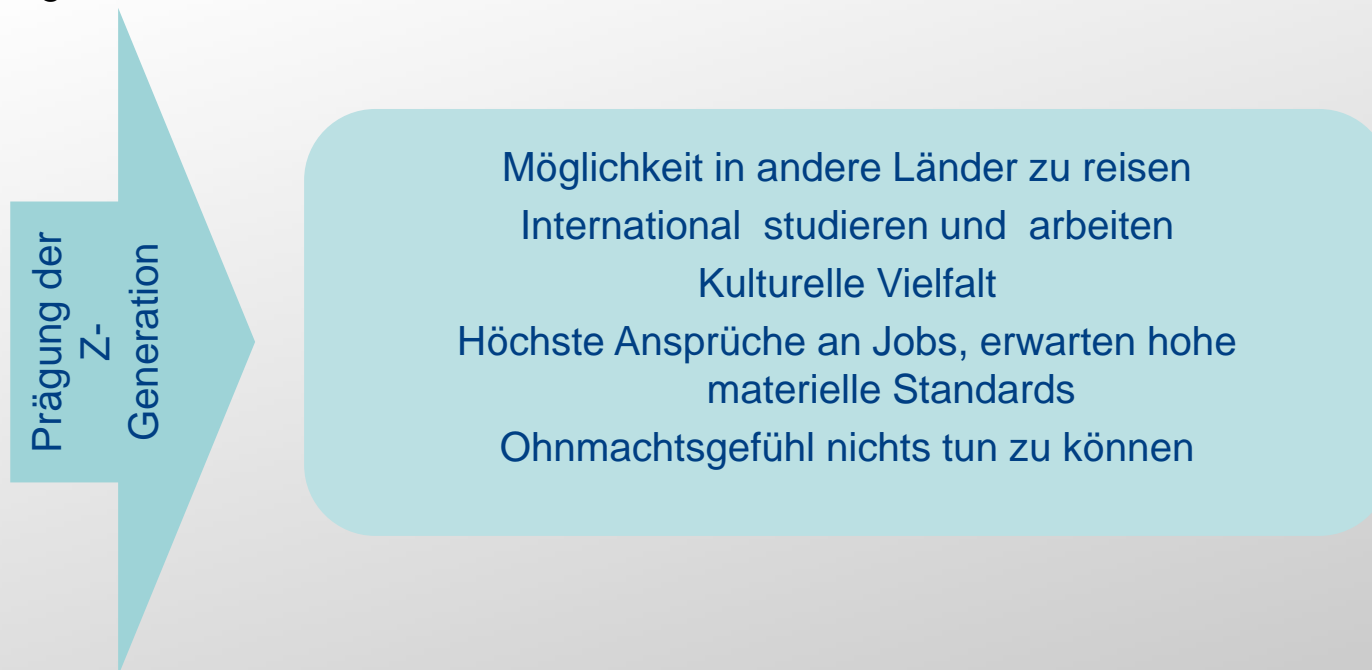 Prägung der
Z-
Generation
Möglichkeit in andere Länder zu reisen
International studieren und arbeiten
Kulturelle Vielfalt
Höchste Ansprüche an Jobs, erwarten hohe
materielle Standards
Ohnmachtsgefühl nichts tun zu können